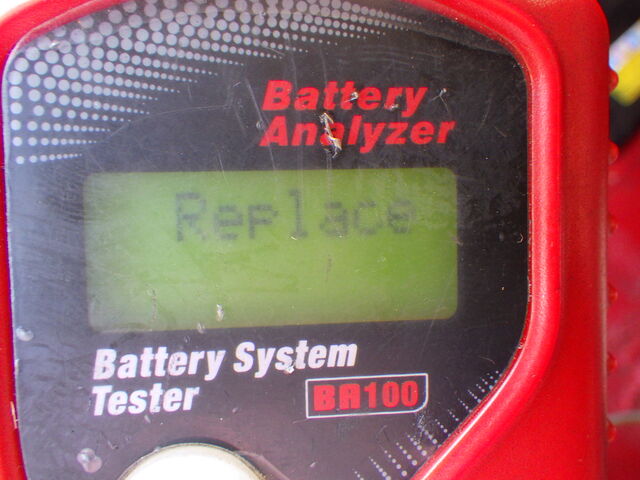 Battery
Analyzer
Replace
Battery System
Tester
BA100